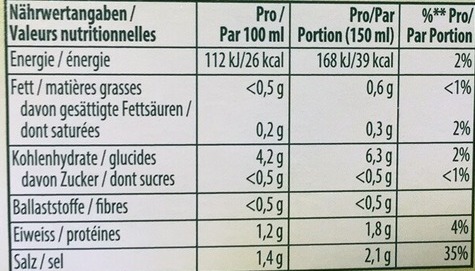 Nährwertangaben / Pro / Pro/Par %** Pro/
Valeurs nutritionnelles Par 100 ml Portion (150 ml) Par Portion
Energie / énergie 112 kJ/26 kcal 168 kJ/39 kcal 2%
Fett / matières grasses <0,5 g 0,6 g <1%
davon gesättigte Fettsäuren /
dont saturées 0,2 g 0,3 g 2%
Kohlenhydrate / glucides 4,2 g 6,3 g 2%
davon Zucker / dont sucres <0,5 g <0,5 g <1%
Ballaststoffe / fibres <0,5 g <0,5 g
Eiweiss / protéines 1,2 g 1,8 g 4%
Salz / sel 1,4 g 2,1 g 35%